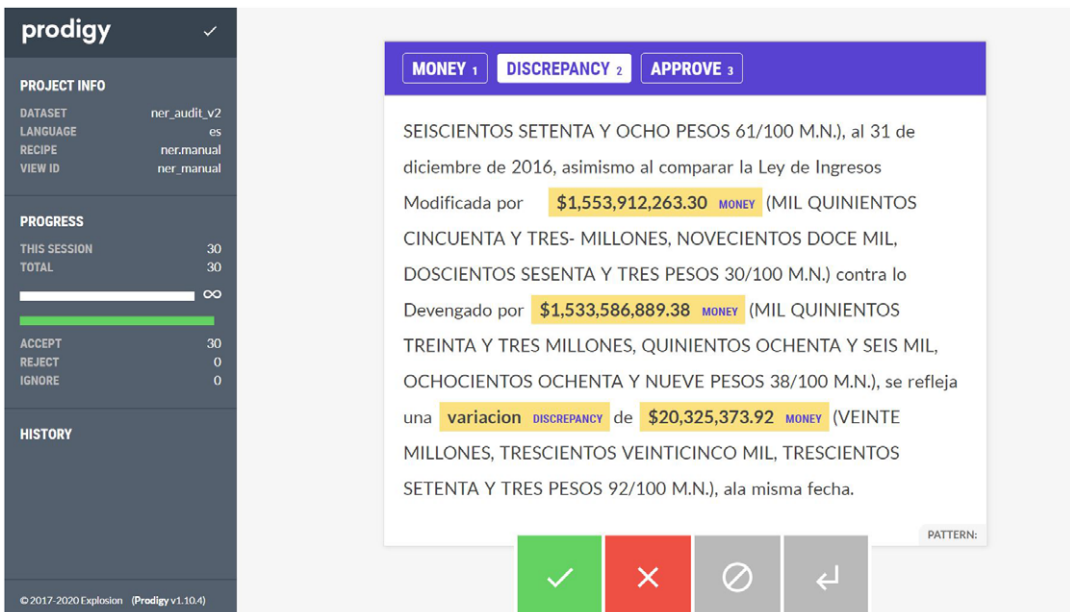 prodigy
PROJECT INFO
DATASET ner_audit_v2
LANGUAGE es
RECIPE ner.manual
VIEW ID ner_manual
PROGRESS
THIS SESSION 30
TOTAL 30
∞
ACCEPT 30
REJECT 0
IGNORE 0
HISTORY
© 2017-2020 Explosion (Prodigy v1.10.4)
MONEY 1 DISCREPANCY 2 APPROVE 3
SEISCIENTOS SETENTA Y OCHO PESOS 61/100 M.N.), al 31 de
diciembre de 2016, asimismo al comparar la Ley de Ingresos
Modificada por $1,553,912,263.30 MONEY (MIL QUINIENTOS
CINCUENTA Y TRES- MILLONES, NOVECIENTOS DOCE MIL,
DOSCIENTOS SESENTA Y TRES PESOS 30/100 M.N.) contra lo
Devengado por $1,533,586,889.38 MONEY (MIL QUINIENTOS
TREINTA Y TRES MILLONES, QUINIENTOS OCHENTA Y SEIS MIL,
OCHOCIENTOS OCHENTA Y NUEVE PESOS 38/100 M.N.), se refleja
una variacion DISCREPANCY de $20,325,373.92 MONEY (VEINTE
MILLONES, TRESCIENTOS VEINTICINCO MIL, TRESCIENTOS
SETENTA Y TRES PESOS 92/100 M.N.), ala misma fecha.
PATTERN: